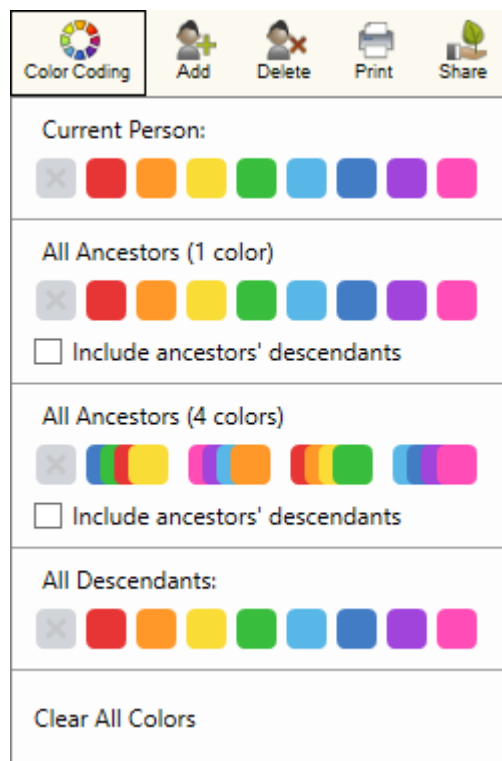 Color Coding Add Delete Print Share
Current Person:
All Ancestors (1 color)
Include ancestors' descendants
All Ancestors (4 colors)
Include ancestors' descendants
All Descendants:
Clear All Colors